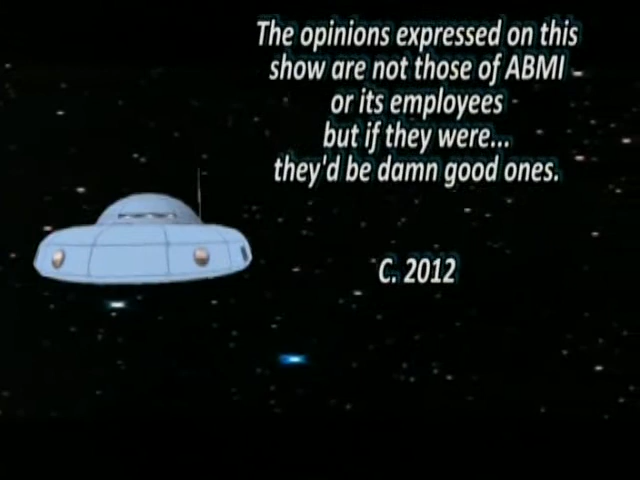 The opinions expressed on this
show are not those of ABMI
or its employees
but if they were...
they'd be damn good ones.
C. 2012